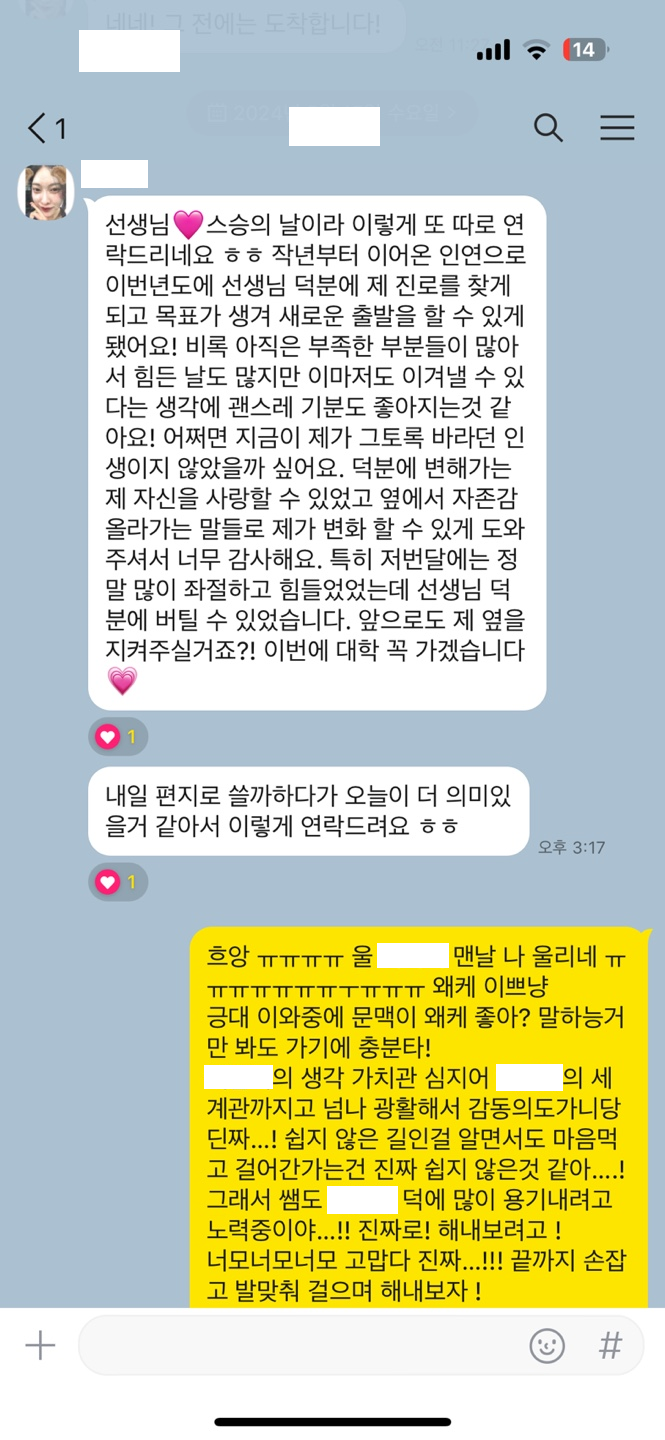 네네! 그 전에는 도착합니다!
14
1
수요일 >
선생님💗스승의 날이라 이렇게 또 따로 연
락드리네요 ㅎㅎ 작년부터 이어온 인연으로
이번년도에 선생님 덕분에 제 진로를 찾게
되고 목표가 생겨 새로운 출발을 할 수 있게
됐어요! 비록 아직은 부족한 부분들이 많아
서 힘든 날도 많지만 이마저도 이겨낼 수 있
다는 생각에 괜스레 기분도 좋아지는것 같
아요! 어쩌면 지금이 제가 그토록 바라던 인
생이지 않았을까 싶어요. 덕분에 변해가는
제 자신을 사랑할 수 있었고 옆에서 자존감
올라가는 말들로 제가 변화 할 수 있게 도와
주셔서 너무 감사해요. 특히 저번달에는 정
말 많이 좌절하고 힘들었었는데 선생님 덕
분에 버틸 수 있었습니다. 앞으로도 제 옆을
지켜주실거죠?! 이번에 대학 꼭 가겠습니다
💗
1
내일 편지로 쓸까하다가 오늘이 더 의미있
을거 같아서 이렇게 연락드려요 ㅎㅎ
오후 3:17
1
흐앙 ㅠㅠㅠㅠ 울 맨날 나 울리네 ㅠ
ㅠㅠㅠㅠㅠㅠㅜㅠㅠㅠ 왜케 이쁘냥
긍대 이와중에 문맥이 왜케 좋아? 말하능거
만 봐도 가기에 충분타!
의 생각 가치관 심지어 의 세
계관까지고 넘나 광활해서 감동의도가니당
딘짜...! 쉽지 않은 길인걸 알면서도 마음먹
고 걸어간가는건 진짜 쉽지 않은것 같아....!
그래서 쌤도 덕에 많이 용기내려고
노력중이야...!! 진짜로! 해내보려고 !
너모너모너모 고맙다 진짜...!!! 끝까지 손잡
고 발맞춰 걸으며 해내보자 !
#